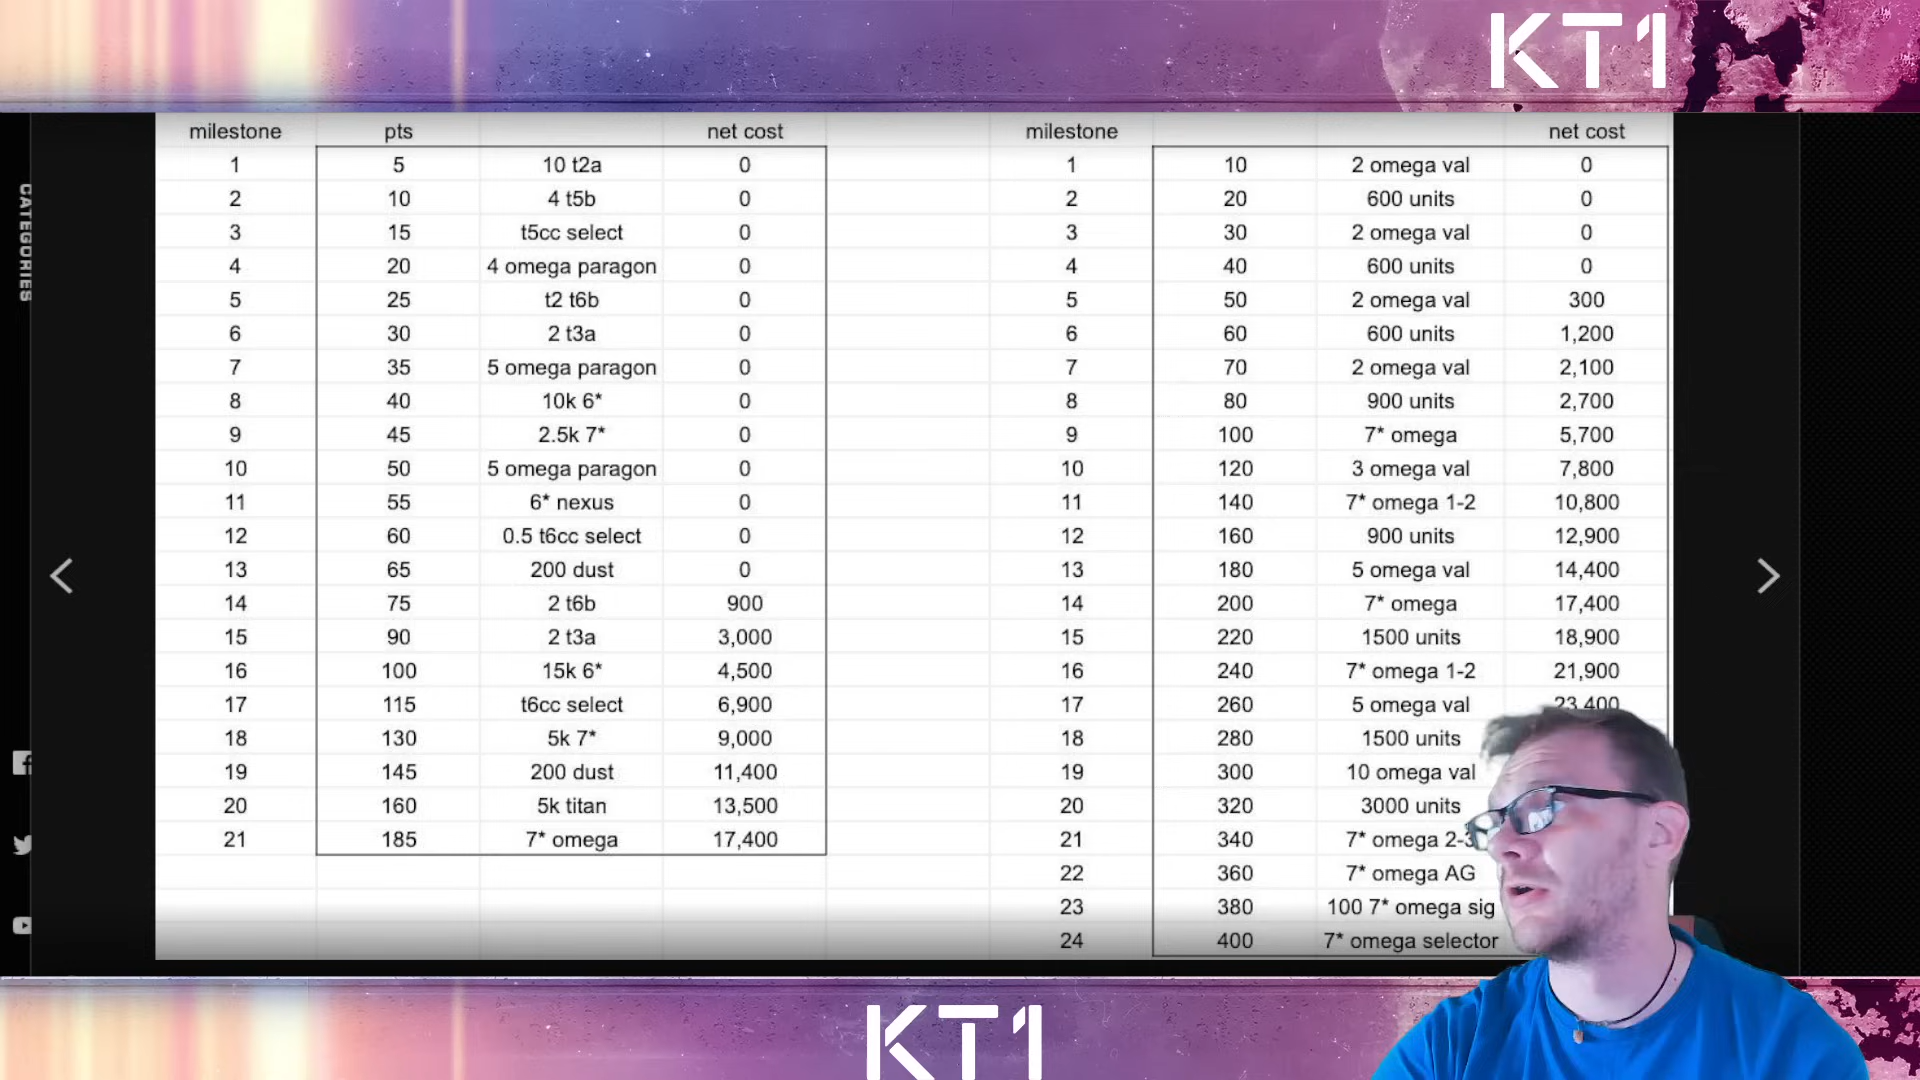 KT1
CATEGORIES
milestone pts net cost milestone net cost
1 5 10 t2a 0 1 10 2 omega val 0
2 10 4 t5b 0 2 20 600 units 0
3 15 t5cc select 0 3 30 2 omega val 0
4 20 4 omega paragon 0 4 40 600 units 0
5 25 t2 t6b 0 5 50 2 omega val 300
6 30 2 t3a 0 6 60 600 units 1,200
7 35 5 omega paragon 0 7 70 2 omega val 2,100
8 40 10k 6* 0 8 80 900 units 2,700
9 45 2.5k 7* 0 9 100 7* omega 5,700
10 50 5 omega paragon 0 10 120 3 omega val 7,800
11 55 6* nexus 0 11 140 7* omega 1-2 10,800
12 60 0.5 t6cc select 0 12 160 900 units 12,900
13 65 200 dust 0 13 180 5 omega val 14,400
14 75 2 t6b 900 14 200 7* omega 17,400
15 90 2 t3a 3,000 15 220 1500 units 18,900
16 100 15k 6* 4,500 16 240 7* omega 1-2 21,900
17 115 t6cc select 6,900 17 260 5 omega val 23,400
18 130 5k 7* 9,000 18 280 1500 units
19 145 200 dust 11,400 19 300 10 omega val
20 160 5k titan 13,500 20 320 3000 units
21 185 7* omega 17,400 21 340 7* omega 2-3
22 360 7* omega AG
23 380 100 7* omega sig
24 400 7* omega selector
KT1